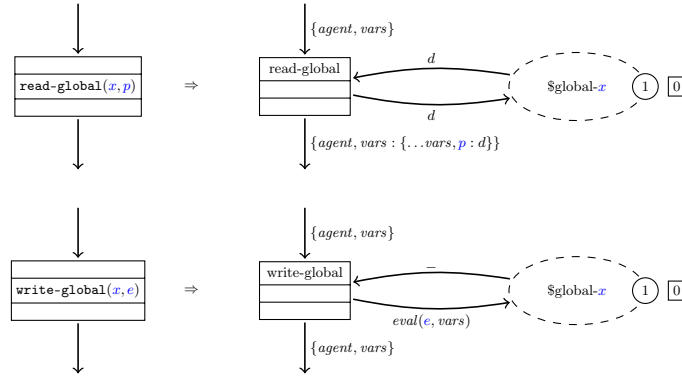 {agent, vars}
read-global
d
read-global(x, p)
⇒
$global-x
1
0
d
{agent, vars : {...vars, p : d}}
{agent, vars}
write-global
–
write-global(x, e)
⇒
$global-x
1
0
eval(e, vars)
{agent, vars}